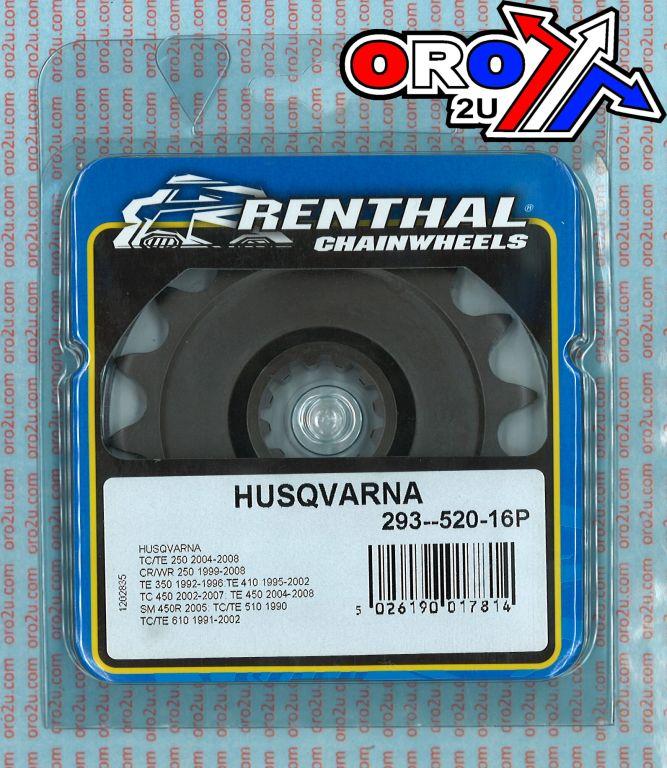 ORO
2U
RENTHAL®
CHAINWHEELS
HUSQVARNA
293--520-16P
HUSQVARNA
TC/TE 250 2004-2008
CR/WR 250 1999-2008
TE 350 1992-1996: TE 410 1995-2002
TC 450 2002-2007: TE 450 2004-2008
SM 450R 2005: TC/TE 510 1990
TC/TE 610 1991-2002
1202835
5 026190 017814
oro2u.com